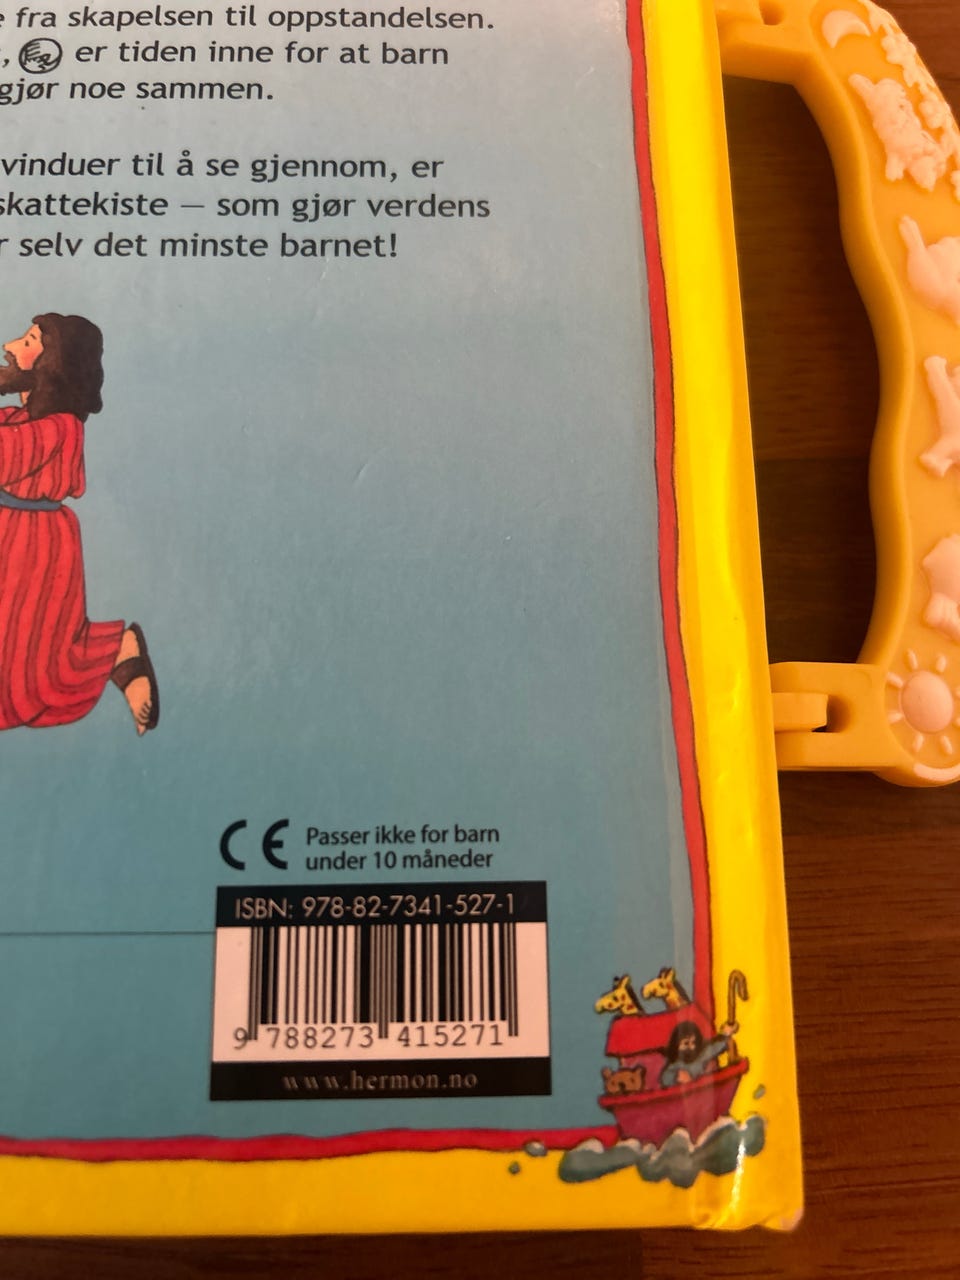 fra skapelsen til oppstandelsen.
, er tiden inne for at barn
gjør noe sammen.
vinduer til å se gjennom, er
skattekiste – som gjør verdens
selv det minste barnet!
CE Passer ikke for barn
under 10 måneder
ISBN: 978-82-7341-527-1
9 788273 415271
www.hermon.no